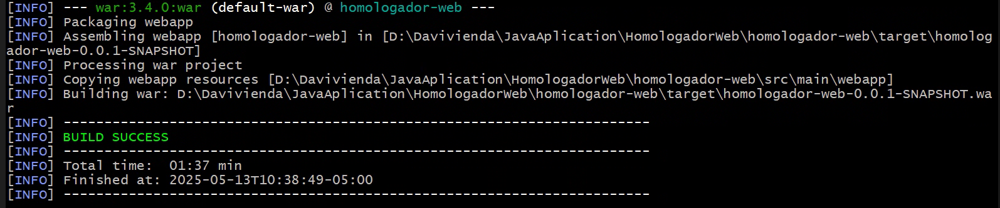 [INFO] --- war:3.4.0:war (default-war) @ homologador-web ---
[INFO] Packaging webapp
[INFO] Assembling webapp [homologador-web] in [D:\Davivienda\JavaAplication\HomologadorWeb\homologador-web\target\homolog
ador-web-0.0.1-SNAPSHOT]
[INFO] Processing war project
[INFO] Copying webapp resources [D:\Davivienda\JavaAplication\HomologadorWeb\homologador-web\src\main\webapp]
[INFO] Building war: D:\Davivienda\JavaAplication\HomologadorWeb\homologador-web\target\homologador-web-0.0.1-SNAPSHOT.wa
r
[INFO] ------------------------------------------------------------------------
[INFO] BUILD SUCCESS
[INFO] ------------------------------------------------------------------------
[INFO] Total time:  01:37 min
[INFO] Finished at: 2025-05-13T10:38:49-05:00
[INFO] ------------------------------------------------------------------------